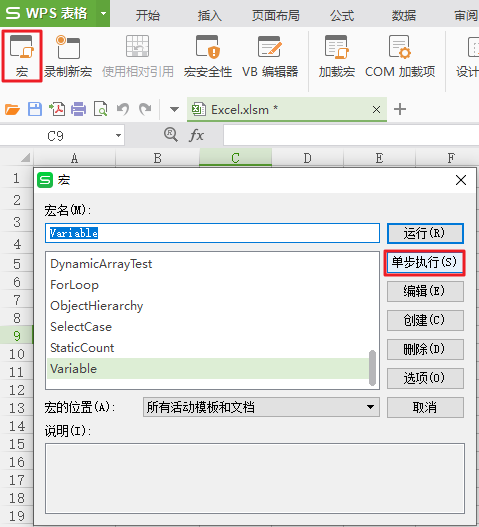 S WPS 表格 开始 插入 页面布局 公式 数据 审阅
宏 录制新宏 使用相对引用 宏安全性 VB 编辑器 加载宏 COM 加载项 设计
Excel.xlsm *
C9 fx
A B C D E F
1
2
3
4
5
6
7
8
9
10
11
12
13
14
15
16
17
18
19
S 宏
宏名(M):
Variable
运行(R)
DynamicArrayTest
ForLoop
ObjectHierarchy
SelectCase
StaticCount
Variable
单步执行(S)
编辑(E)
创建(C)
删除(D)
选项(O)
宏的位置(A): 所有活动模板和文档 取消
说明(I):